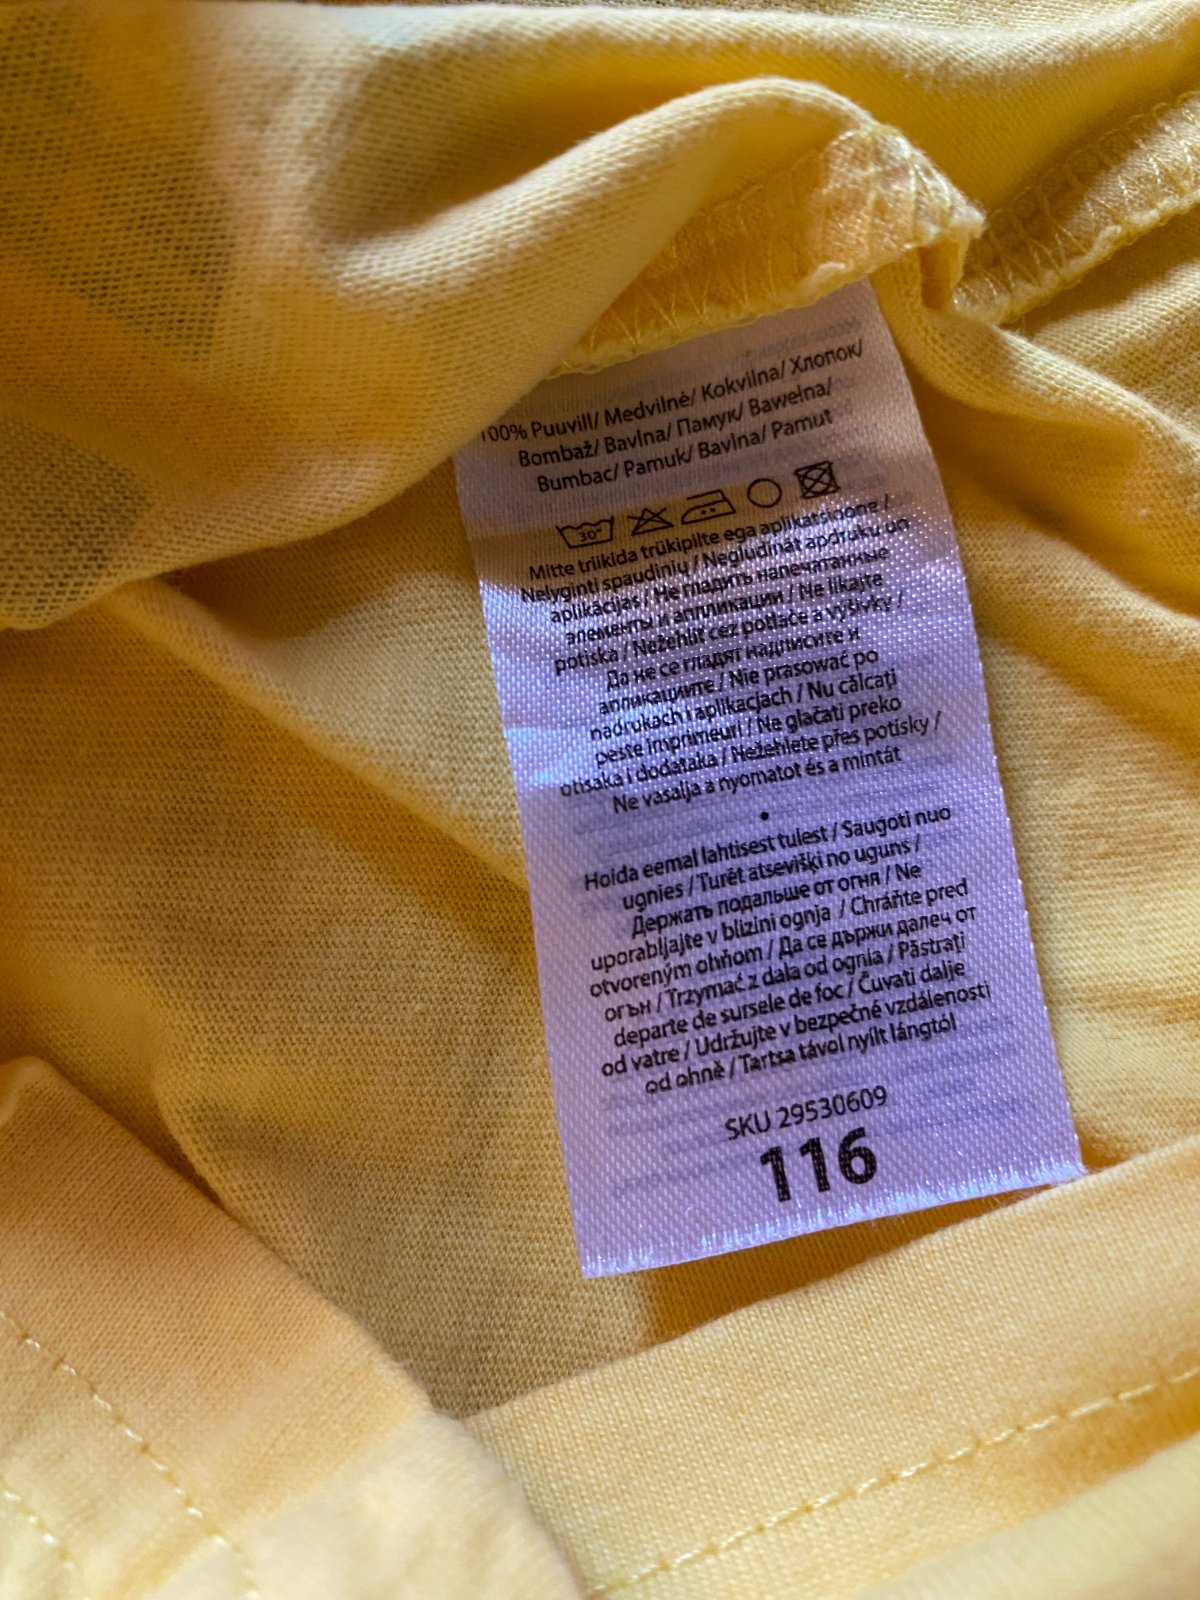 100% Puuvill/ Medvilnė/ Kokvilna/ Хлопок/
Bombaž/ Bavlna/ Памук/ Bawełna/
Bumbac/ Pamuk/ Bavlna/ Pamut
30°
Mitte triikida trükipilte ega aplikatsioone /
Nelyginti spaudinių / Negludināt apdruku un
aplikācijas / Не гладить напечатанные
элементы и аппликации / Ne likajte
potiska / Nežehliť cez potlače a výšivky /
Да не се гладят надписите и
апликациите / Nie prasować po
nadrukach i aplikacjach / Nu călcați
peste imprimeuri / Ne glačati preko
otisaka i dodataka / Nežehlete přes potisky /
Ne vasalja a nyomatot és a mintát
•
Hoida eemal lahtisest tulest / Saugoti nuo
ugnies / Turēt atsevišķi no uguns /
Держать подальше от огня / Ne
uporabljajte v blizini ognja / Chráňte pred
otvoreným ohňom / Да се държи далеч от
огън / Trzymać z dala od ognia / Păstrați
departe de sursele de foc / Čuvati dalje
od vatre / Udržujte v bezpečné vzdálenosti
od ohně / Tartsa távol nyílt lángtól
SKU 29530609
116